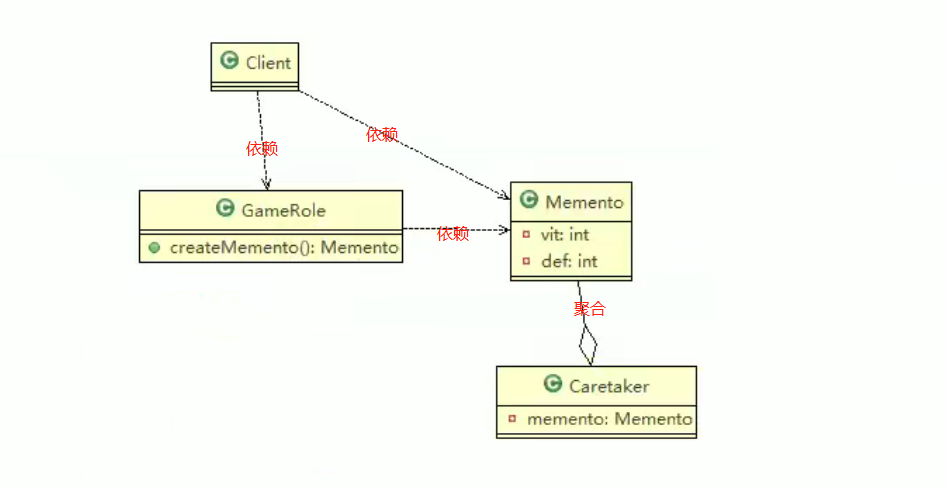 C Client
依赖
依赖
C GameRole
createMemento(): Memento
依赖
C Memento
vit: int
def: int
聚合
C Caretaker
memento: Memento